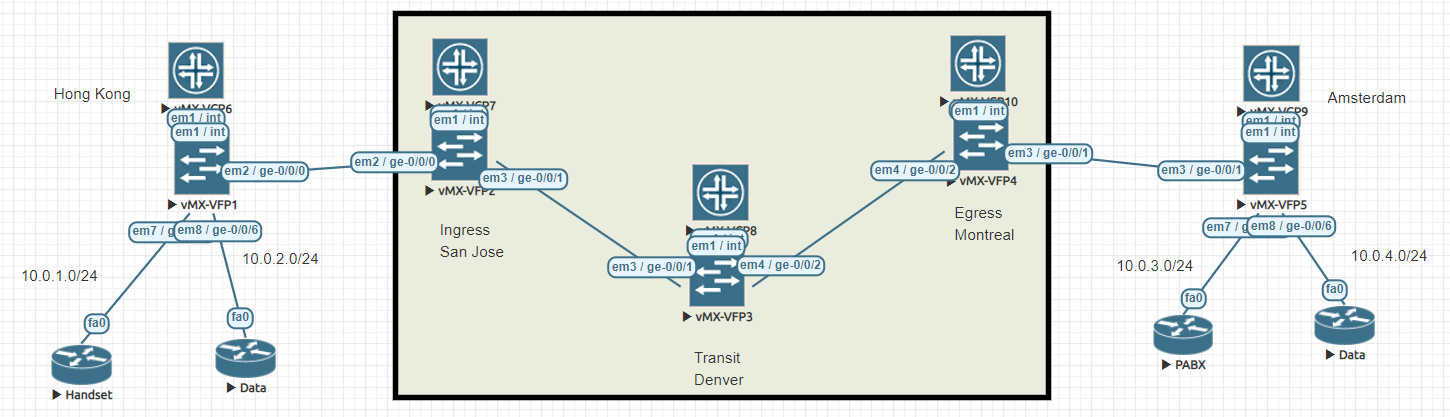 Hong Kong
vMX-VCP6
em1 / int
em1 / int
em2 / ge-0/0/0
vMX-VFP1
em7 / g
em8 / ge-0/0/6
10.0.1.0/24
10.0.2.0/24
fa0
fa0
Handset
Data
vMX-VCP7
em1 / int
em2 / ge-0/0/0
em3 / ge-0/0/1
vMX-VFP2
Ingress
San Jose
vMX-VCP8
em1 / int
em3 / ge-0/0/1
em4 / ge-0/0/2
vMX-VFP3
Transit
Denver
vMX-VCP10
em1 / int
em3 / ge-0/0/1
em4 / ge-0/0/2
vMX-VFP4
Egress
Montreal
Amsterdam
vMX-VCP9
em1 / int
em1 / int
em3 / ge-0/0/1
vMX-VFP5
em7 / g
em8 / ge-0/0/6
10.0.3.0/24
10.0.4.0/24
fa0
fa0
PABX
Data